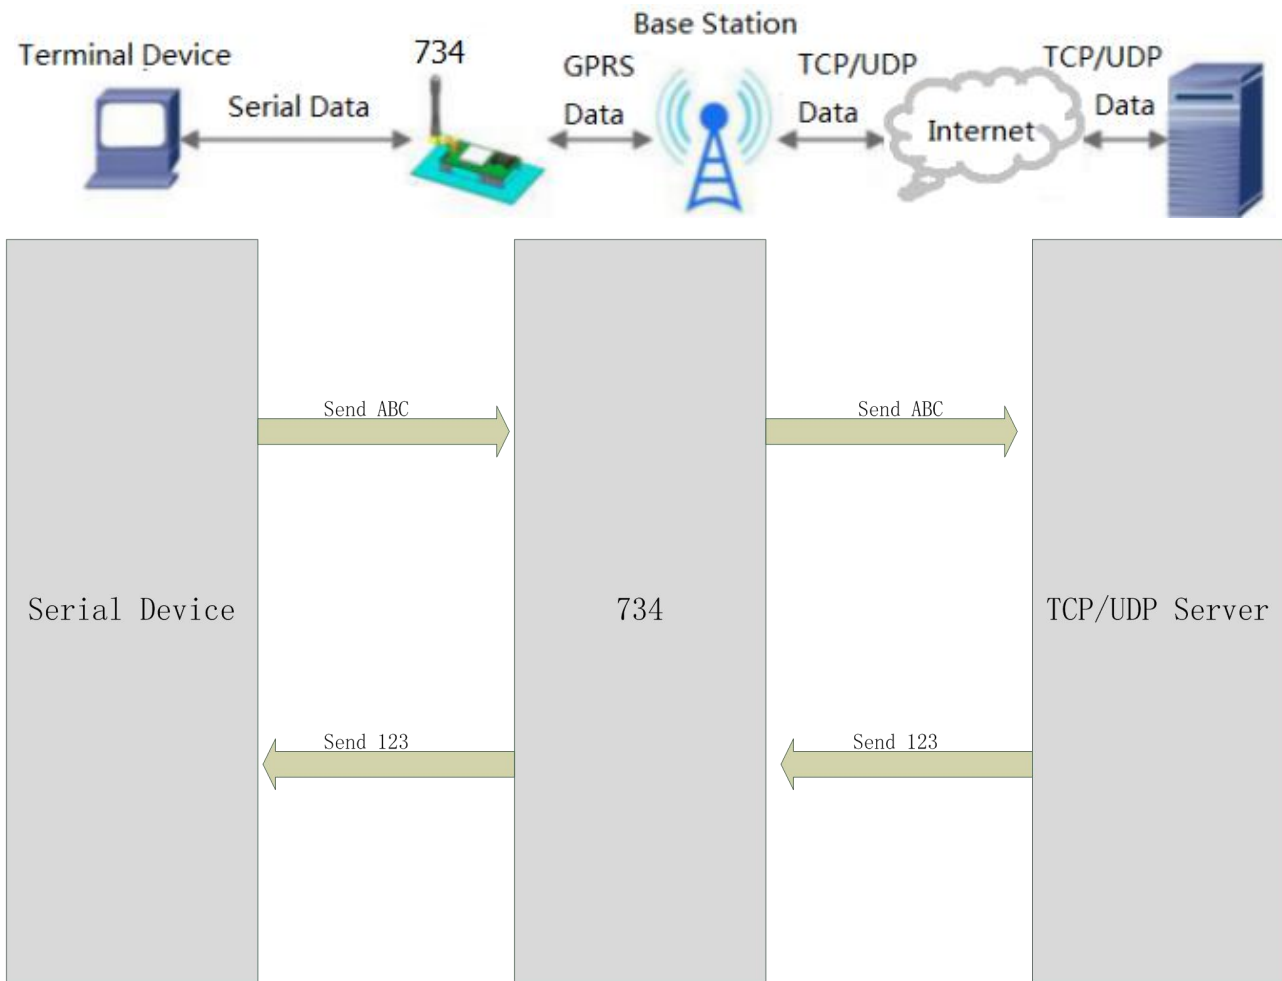 Base Station
Terminal Device
734
GPRS
TCP/UDP
TCP/UDP
Serial Data
Data
Data
Internet
Data
Send ABC
Send ABC
Serial Device
734
TCP/UDP Server
Send 123
Send 123